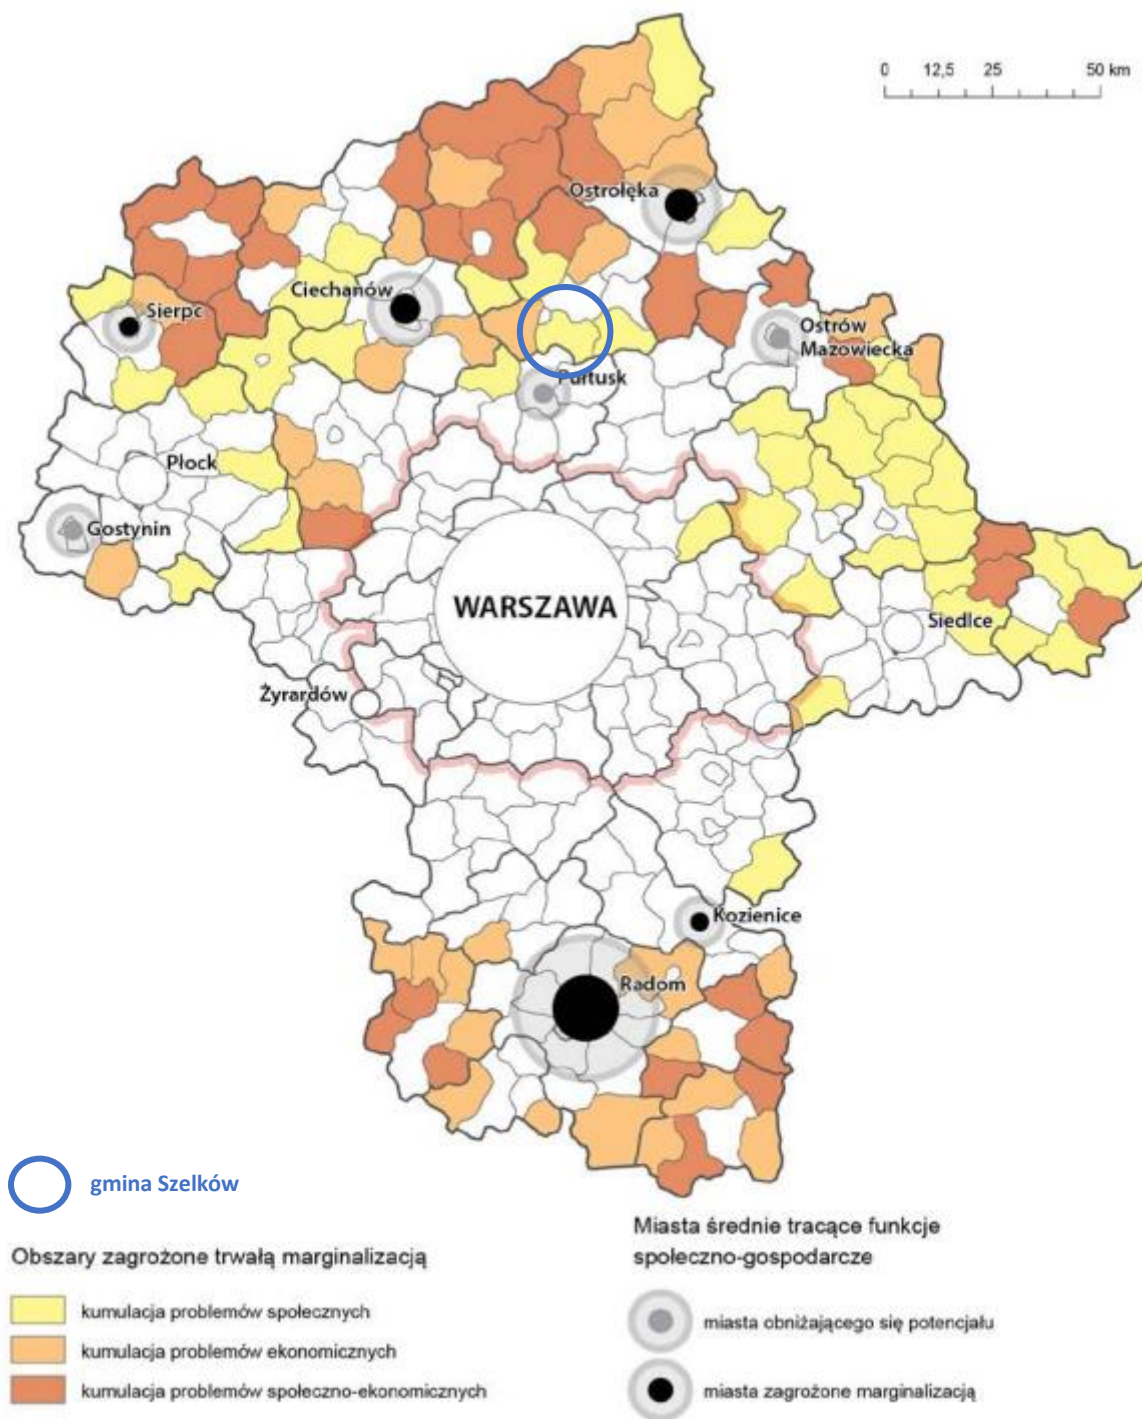 0 12,5 25 50 km
Ostrołęka
Ciechanów
Sierpc
Ostrów
Mazowiecka
Pułtusk
Płock
Gostynin
WARSZAWA
Siedlce
Żyrardów
Kozienice
Radom
gmina Szelków
Obszary zagrożone trwałą marginalizacją
kumulacja problemów społecznych
kumulacja problemów ekonomicznych
kumulacja problemów społeczno-ekonomicznych
Miasta średnie tracące funkcje
społeczno-gospodarcze
miasta obniżającego się potencjału
miasta zagrożone marginalizacją